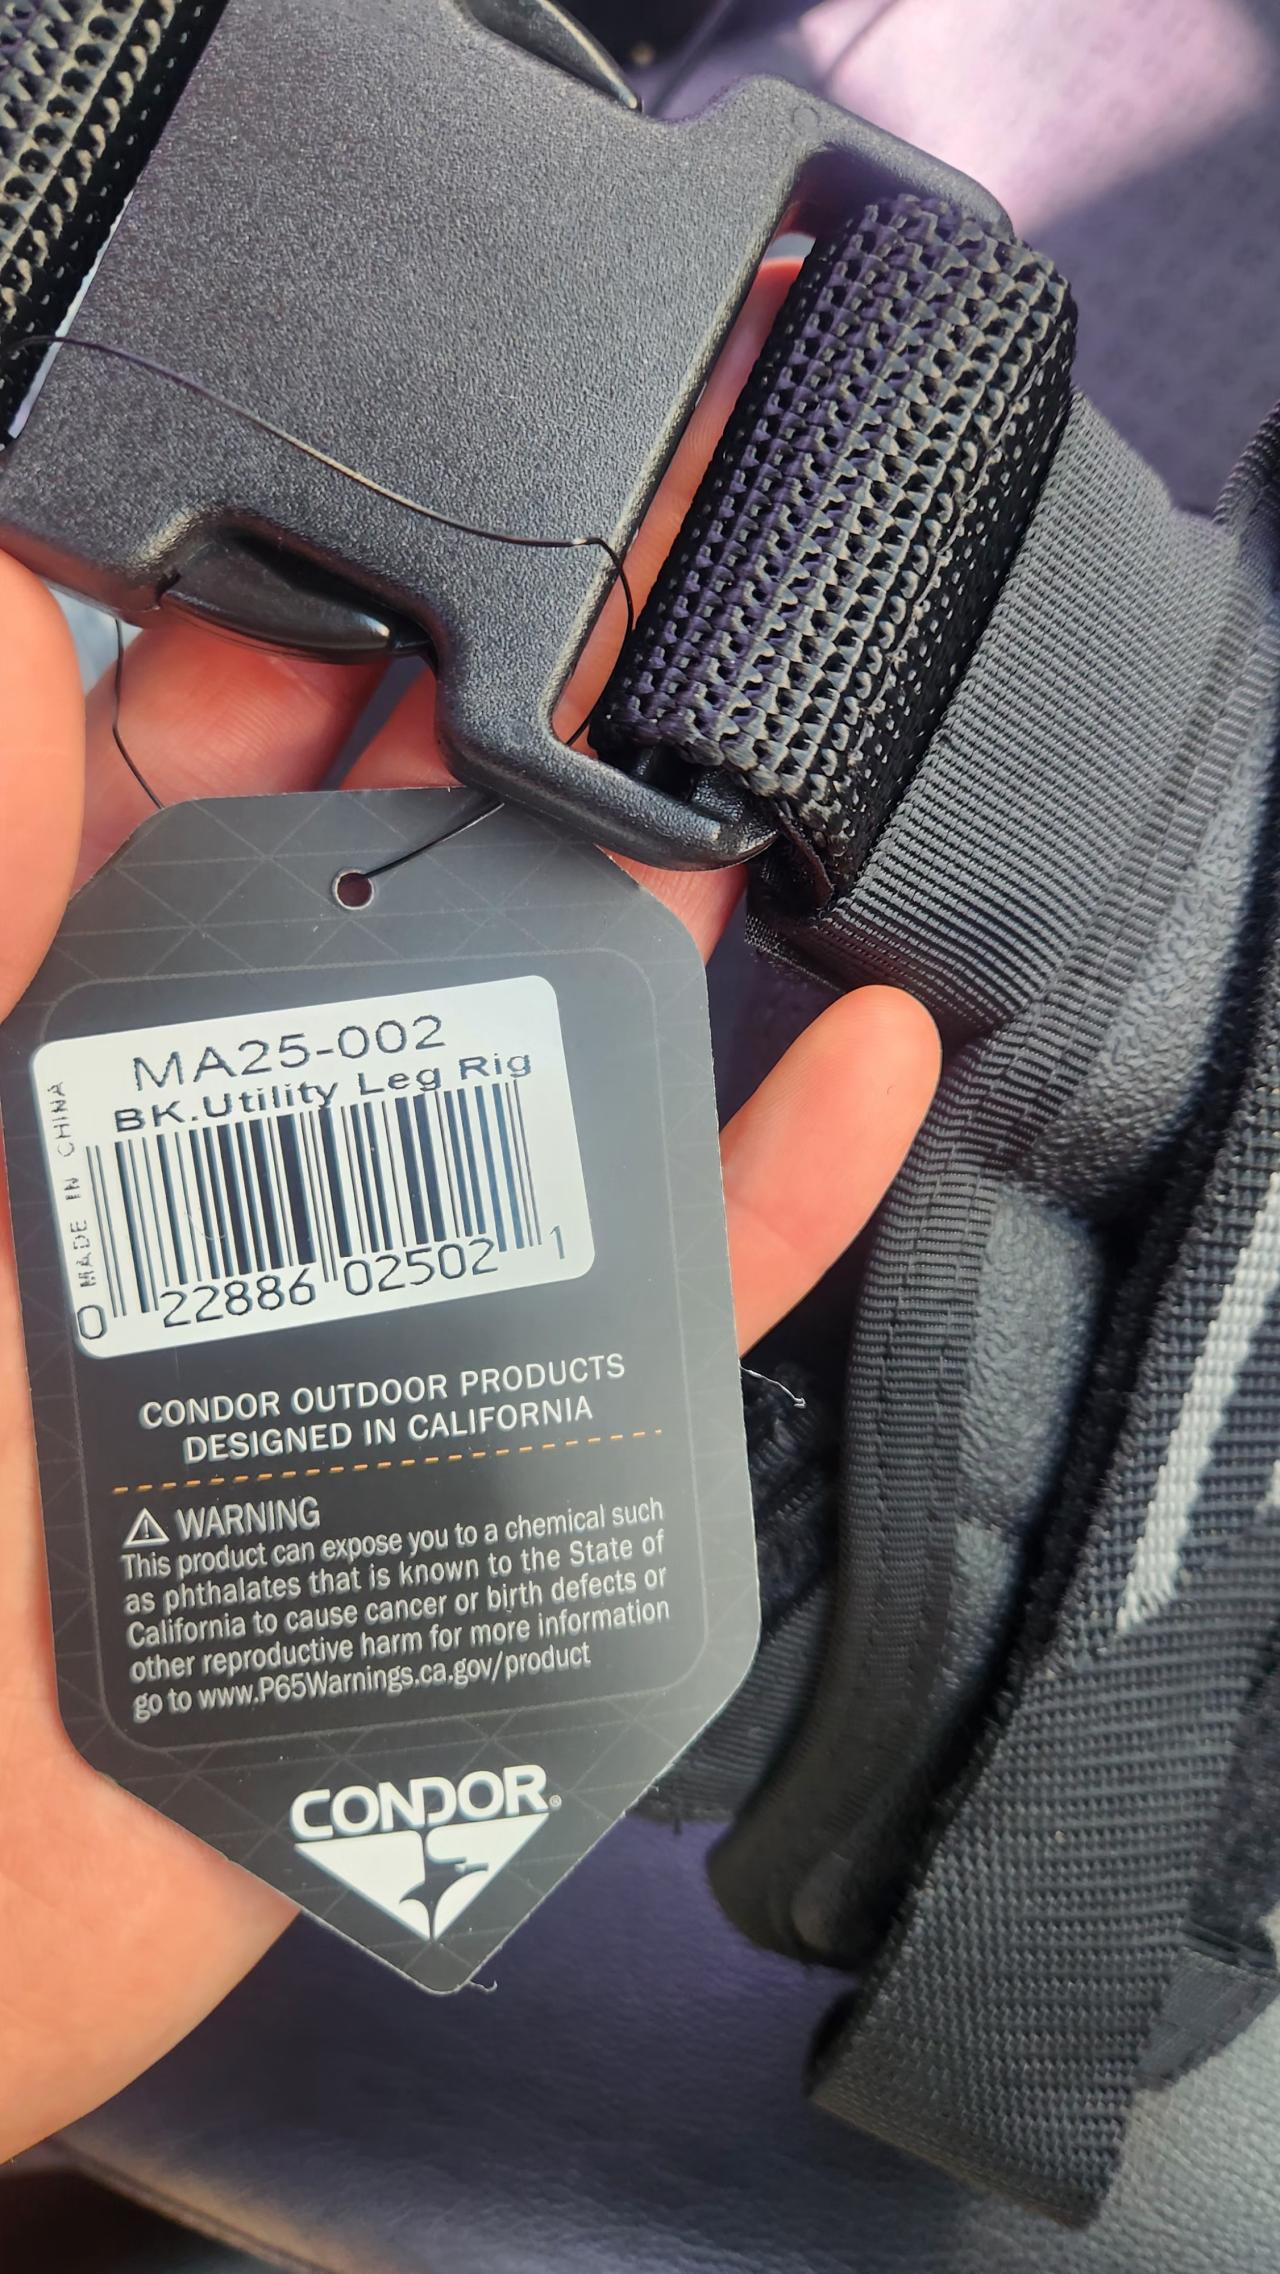 MA25-002
BK.Utility Leg Rig
MADE IN CHINA
0 22886 02502 1
CONDOR OUTDOOR PRODUCTS
DESIGNED IN CALIFORNIA
WARNING
This product can expose you to a chemical such
as phthalates that is known to the State of
California to cause cancer or birth defects or
other reproductive harm for more information
go to www.P65Warnings.ca.gov/product
CONDOR®